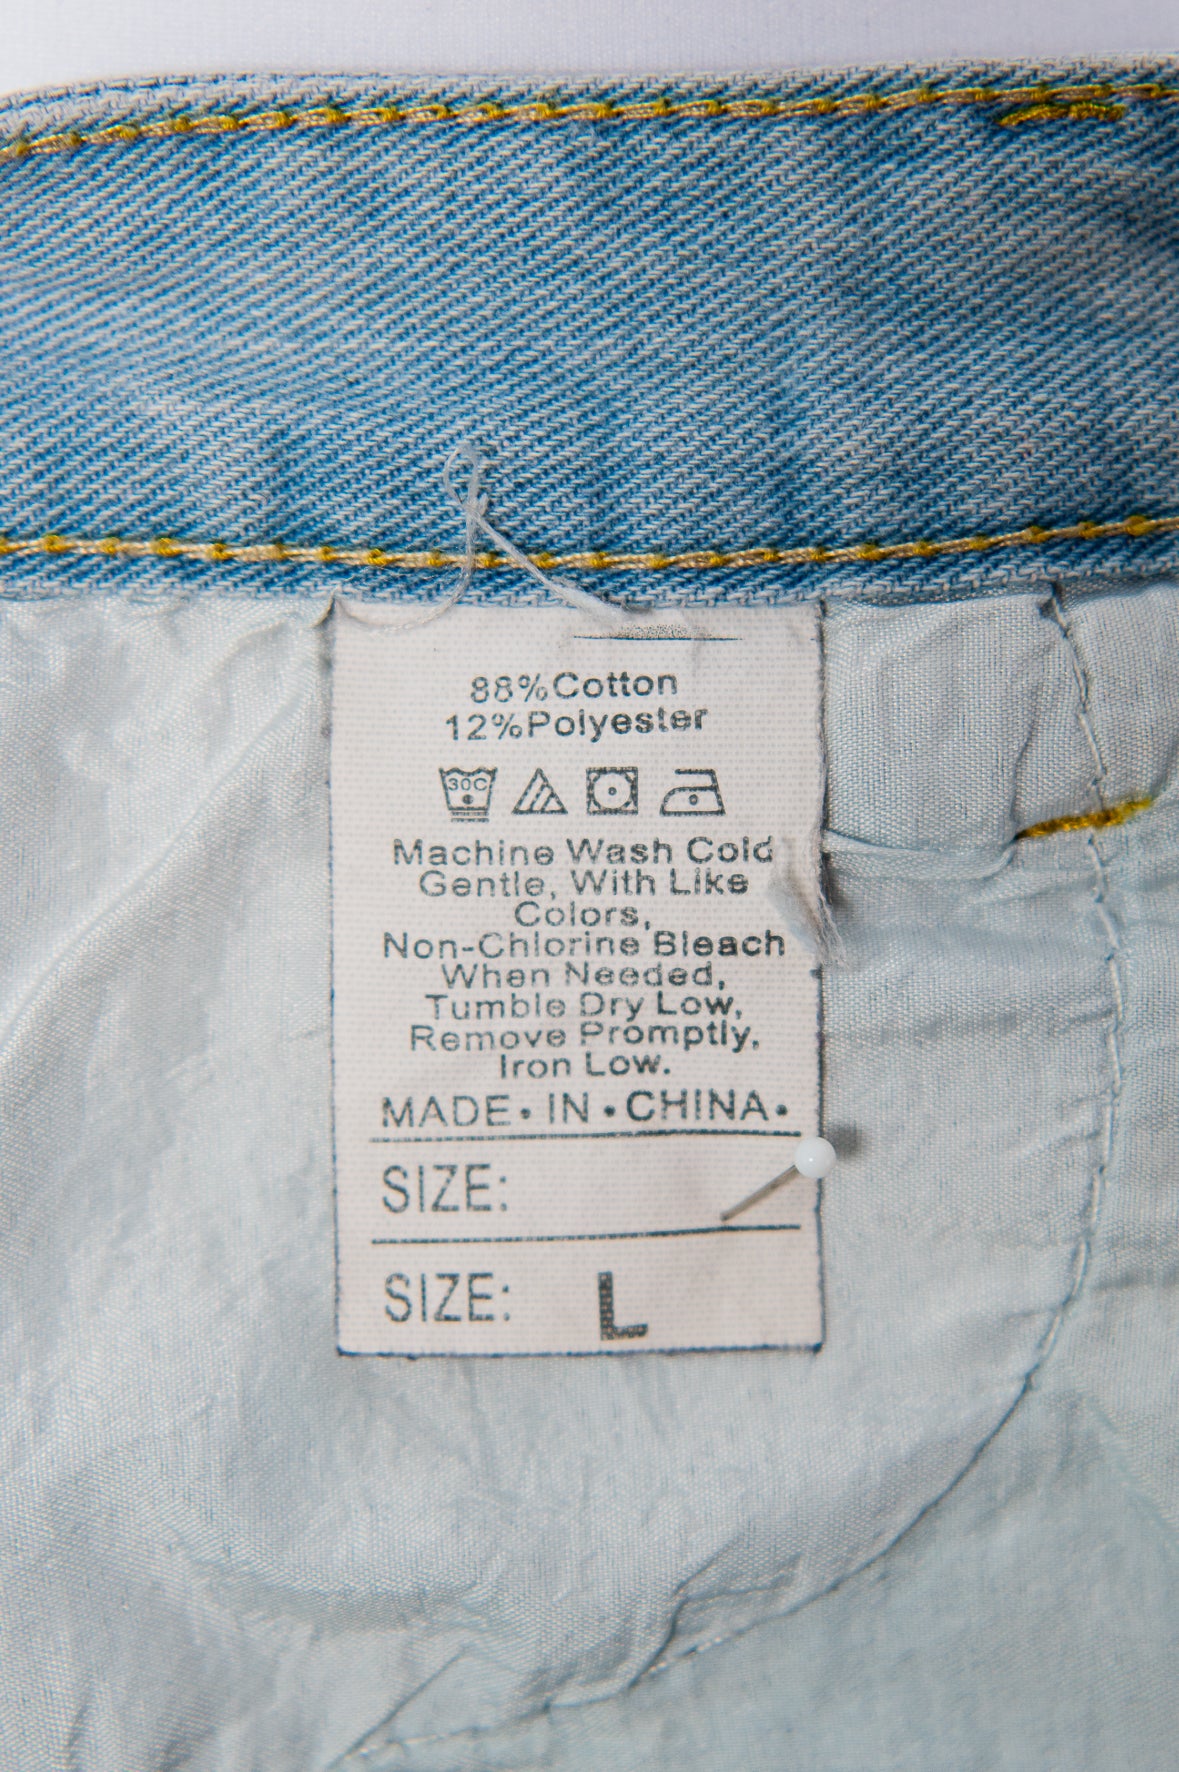 88%Cotton
12%Polyester
30C
Machine Wash Cold
Gentle, With Like
Colors,
Non-Chlorine Bleach
When Needed,
Tumble Dry Low,
Remove Promptly,
Iron Low.
MADE·IN·CHINA·
SIZE:
SIZE: L